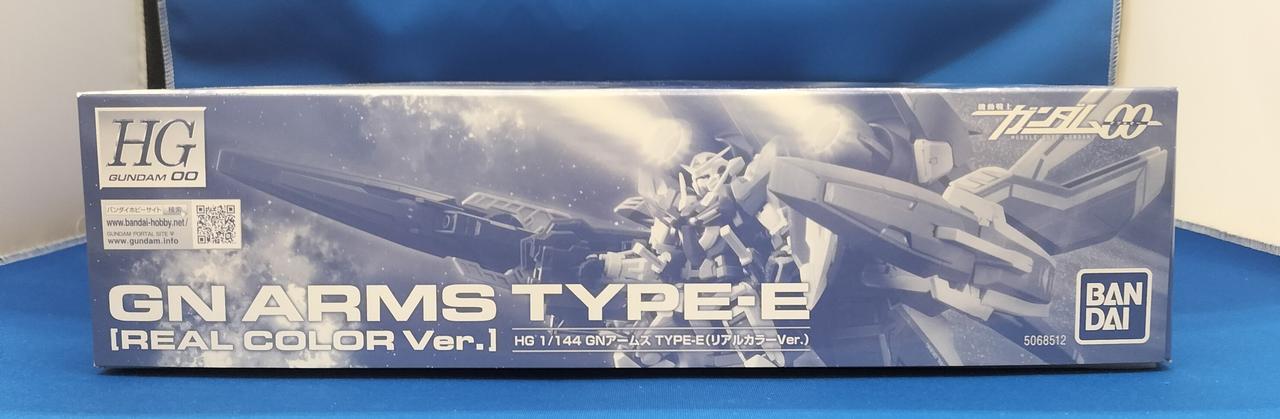 HG
GUNDAM 00
バンダイホビーサイト 検索
www.bandai-hobby.net/
GUNDAM PORTAL SITE
www.gundam.info
機動戦士
ガンダム00
MOBILE SUIT GUNDAM
GN ARMS TYPE-E
[REAL COLOR Ver.]
HG 1/144 GNアームズ TYPE-E(リアルカラーVer.)
BAN
DAI
5068512